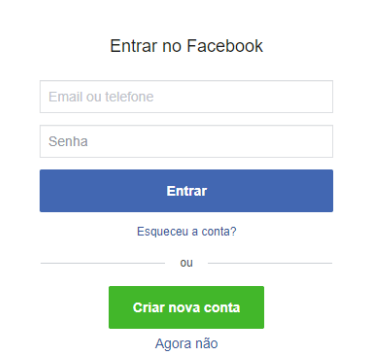 Entrar no Facebook
Email ou telefone
Senha
Entrar
Esqueceu a conta?
ou
Criar nova conta
Agora não